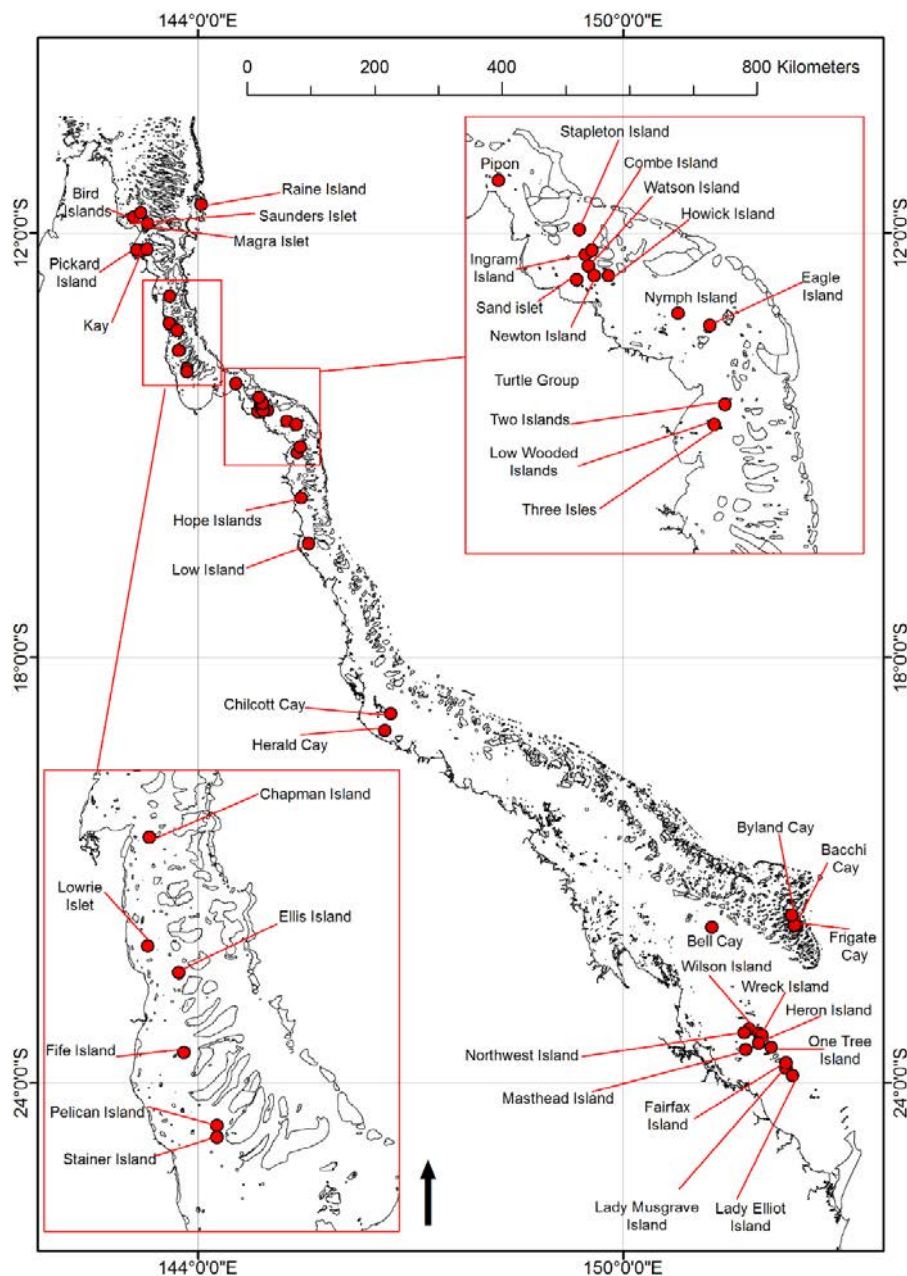 144°0'0"E
150°0'0"E
0
200
400
800 Kilometers
Stapleton Island
Pipon
Combe Island
Watson Island
Howick Island
Ingram
Island
Sand islet
Newton Island
Nymph Island
Eagle
Island
Turtle Group
Two Islands
Low Wooded
Islands
Three Isles
Raine Island
Bird
Islands
Saunders Islet
Magra Islet
12°0'0"S
12°0'0"S
Pickard
Island
Kay
Hope Islands
Low Island
18°0'0"S
18°0'0"S
Chilcott Cay
Herald Cay
Chapman Island
Lowrie
Islet
Ellis Island
Fife Island
Pelican Island
Stainer Island
Byland Cay
Bacchi
Cay
Frigate
Cay
Bell Cay
Wilson Island
Wreck Island
Heron Island
One Tree
Island
Northwest Island
Masthead Island
Fairfax
Island
24°0'0"S
24°0'0"S
Lady Musgrave
Island
Lady Elliot
Island
144°0'0"E
150°0'0"E